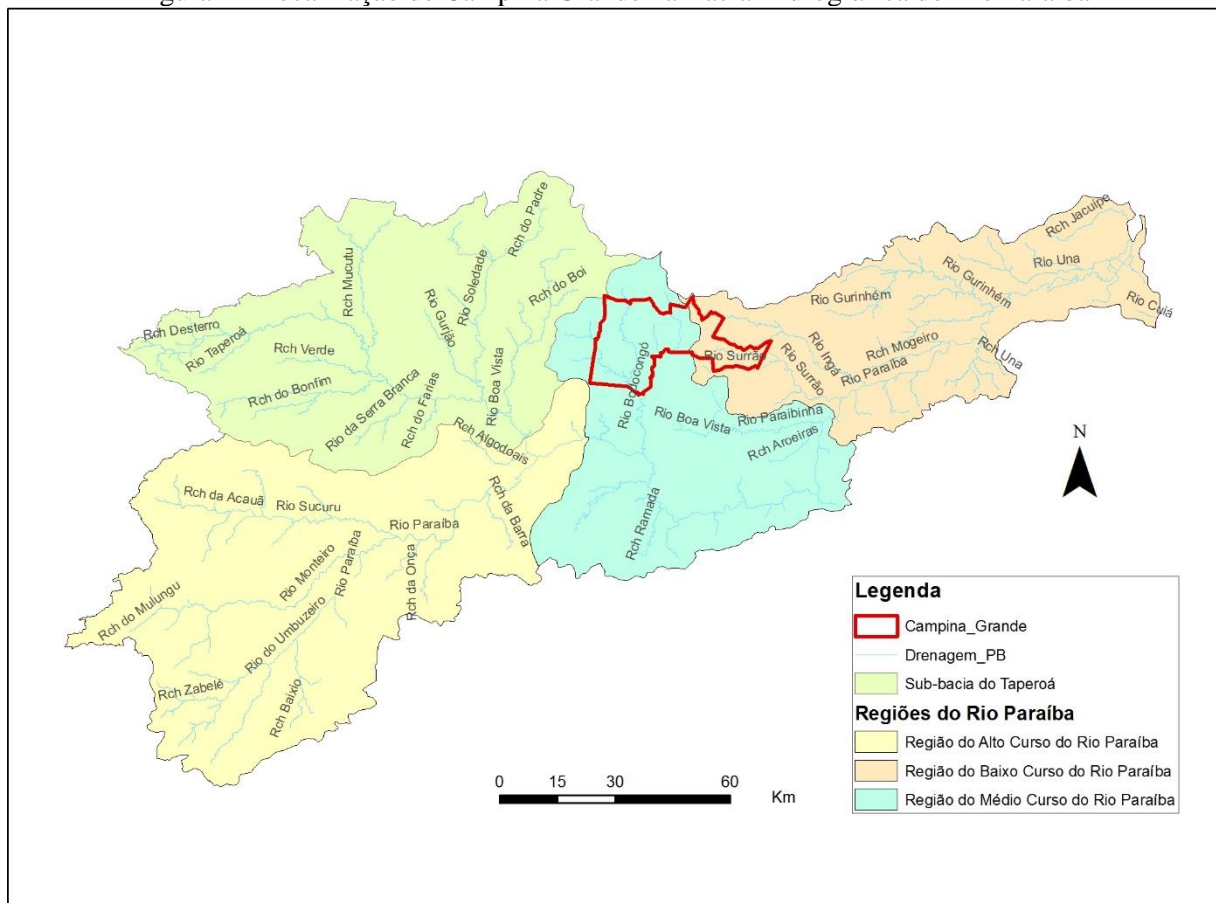 Rch do Padre
Rch Jacuípe
Rch Mucutu
Rio Soledade
Rch do Boi
Rio Una
Rio Gurinhém
Rio Gurinhém
Rio Cuiá
Rch Desterro
Rio Gurjão
Rio Taperoá
Rch Verde
Rch Mogeiro
Rch Una
Rio Surrão
Rio Ingá
Rio Surrão
Rio Paraíba
Rch do Bonfim
Rio da Serra Branca
Rch do Farias
Rio Boa Vista
Rio Bodocongó
Rio Boa Vista
Rio Paraibinha
Rch Aroeiras
Rch Algodoais
N
Rch da Acauã
Rio Sucuru
Rio Paraíba
Rch da Barra
Rch Ramada
Rio Monteiro
Rio Paraíba
Rch da Onça
Rch do Mulungu
Rio do Umbuzeiro
Rch Zabelê
Rch Baixio
Legenda
Campina_Grande
Drenagem_PB
Sub-bacia do Taperoá
Regiões do Rio Paraíba
Região do Alto Curso do Rio Paraíba
Região do Baixo Curso do Rio Paraíba
Região do Médio Curso do Rio Paraíba
0 15 30 60
Km